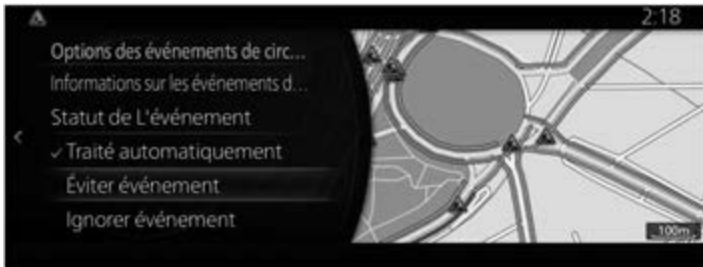 2:18
Options des événements de circ...
Informations sur les événements d...
Statut de L'événement
✓ Traité automatiquement
Éviter événement
Ignorer événement
100m